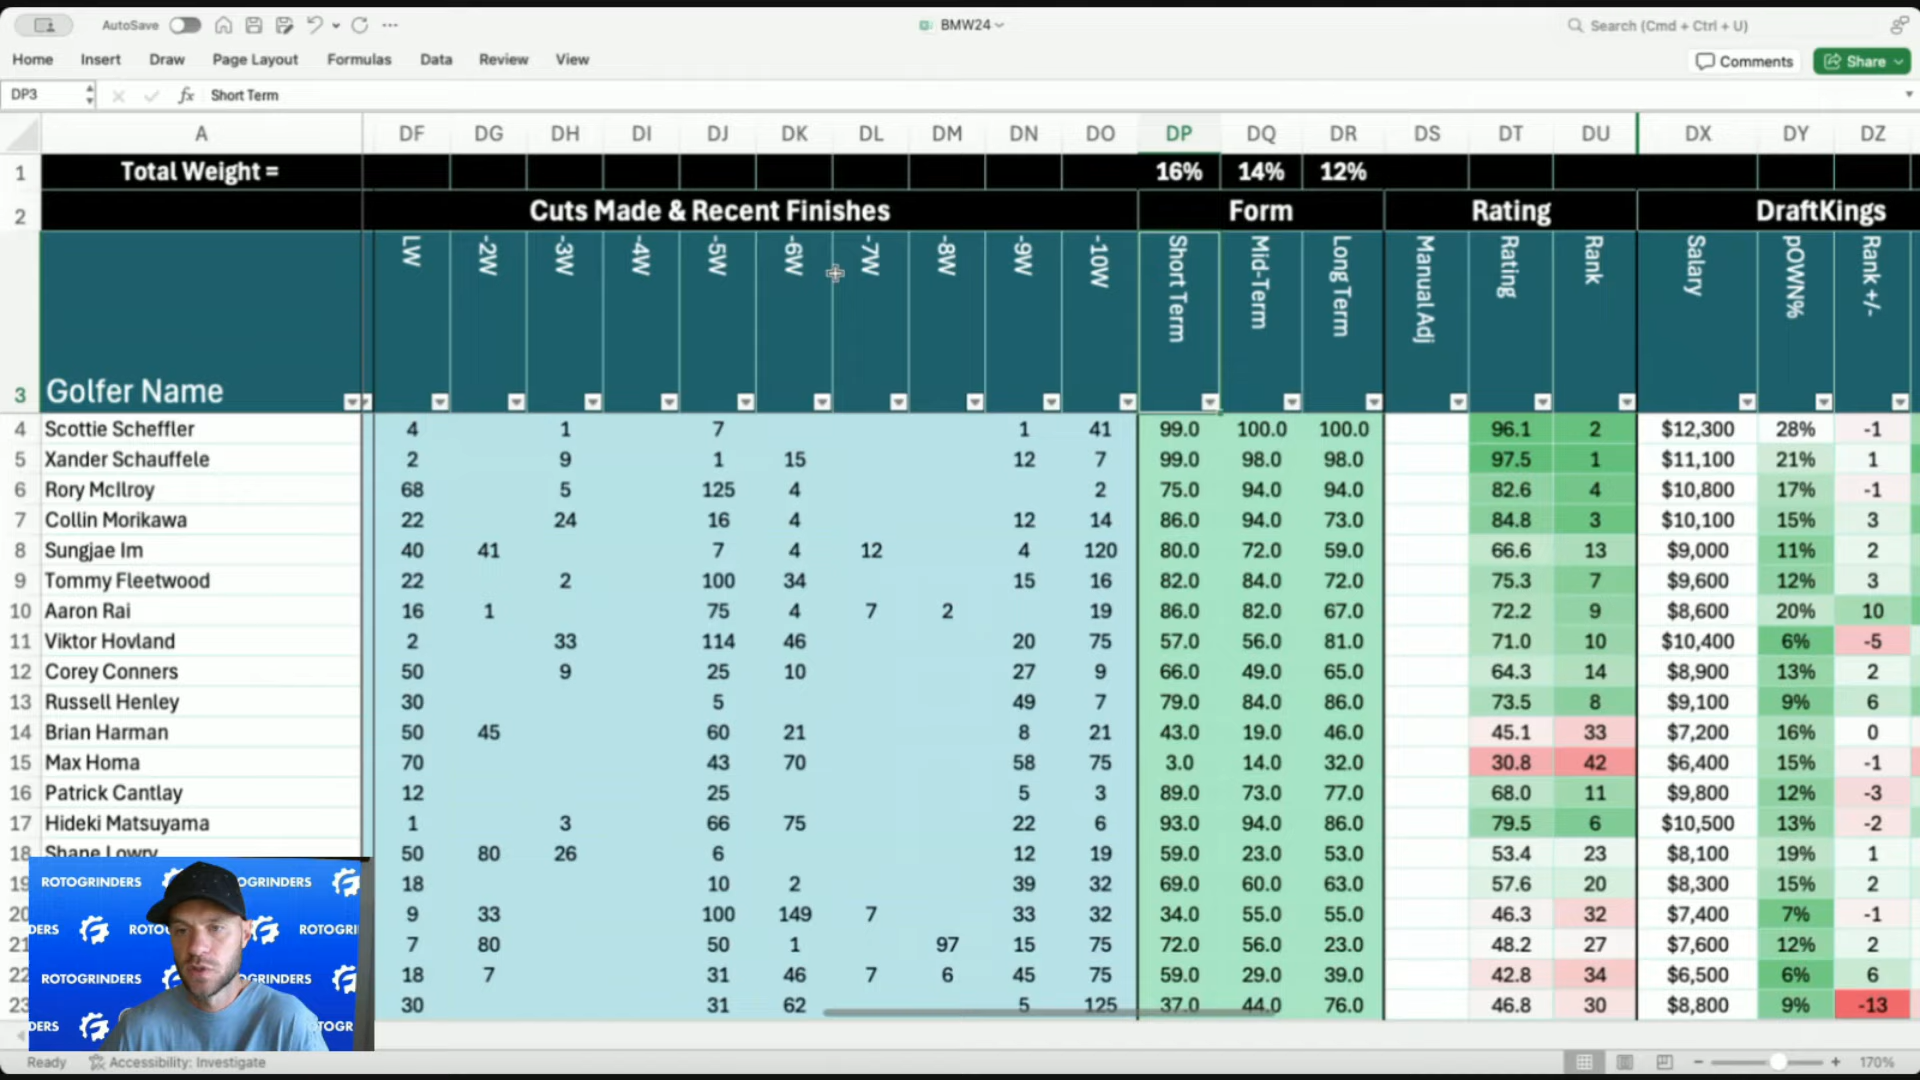 AutoSave
BMW24
Search (Cmd + Ctrl + U)
Home Insert Draw Page Layout Formulas Data Review View
Comments Share
DP3 fx Short Term
A DF DG DH DI DJ DK DL DM DN DO DP DQ DR DS DT DU DX DY DZ
1 Total Weight = 16% 14% 12%
2 Cuts Made & Recent Finishes Form Rating DraftKings
3 Golfer Name LW -2W -3W -4W -5W -6W -7W -8W -9W -10W Short Term Mid-Term Long Term Manual Adj Rating Rank Salary pOWN% Rank +/-
4 Scottie Scheffler 4 1 7 1 41 99.0 100.0 100.0 96.1 2 $12,300 28% -1
5 Xander Schauffele 2 9 1 15 12 7 99.0 98.0 98.0 97.5 1 $11,100 21% 1
6 Rory McIlroy 68 5 125 4 2 75.0 94.0 94.0 82.6 4 $10,800 17% -1
7 Collin Morikawa 22 24 16 4 12 14 86.0 94.0 73.0 84.8 3 $10,100 15% 3
8 Sungjae Im 40 41 7 4 12 4 120 80.0 72.0 59.0 66.6 13 $9,000 11% 2
9 Tommy Fleetwood 22 2 100 34 15 16 82.0 84.0 72.0 75.3 7 $9,600 12% 3
10 Aaron Rai 16 1 75 4 7 2 19 86.0 82.0 67.0 72.2 9 $8,600 20% 10
11 Viktor Hovland 2 33 114 46 20 75 57.0 56.0 81.0 71.0 10 $10,400 6% -5
12 Corey Conners 50 9 25 10 27 9 66.0 49.0 65.0 64.3 14 $8,900 13% 2
13 Russell Henley 30 5 49 7 79.0 84.0 86.0 73.5 8 $9,100 9% 6
14 Brian Harman 50 45 60 21 8 21 43.0 19.0 46.0 45.1 33 $7,200 16% 0
15 Max Homa 70 43 70 58 75 3.0 14.0 32.0 30.8 42 $6,400 15% -1
16 Patrick Cantlay 12 25 5 3 89.0 73.0 77.0 68.0 11 $9,800 12% -3
17 Hideki Matsuyama 1 3 66 75 22 6 93.0 94.0 86.0 79.5 6 $10,500 13% -2
18 Shane Lowry 50 80 26 6 12 19 59.0 23.0 53.0 53.4 23 $8,100 19% 1
19 18 10 2 39 32 69.0 60.0 63.0 57.6 20 $8,300 15% 2
20 9 33 100 149 7 33 32 34.0 55.0 55.0 46.3 32 $7,400 7% -1
21 7 80 50 1 97 15 75 72.0 56.0 23.0 48.2 27 $7,600 12% 2
22 18 7 31 46 7 6 45 75 59.0 29.0 39.0 42.8 34 $6,500 6% 6
23 30 31 62 5 125 37.0 44.0 76.0 46.8 30 $8,800 9% -13
ROTOGRINDERS OGRINDERS
DERS ROTO ROTOGRI
ROTOGRINDERS ROTOGRINDERS
DERS TOGR
Ready Accessibility: Investigate 170%